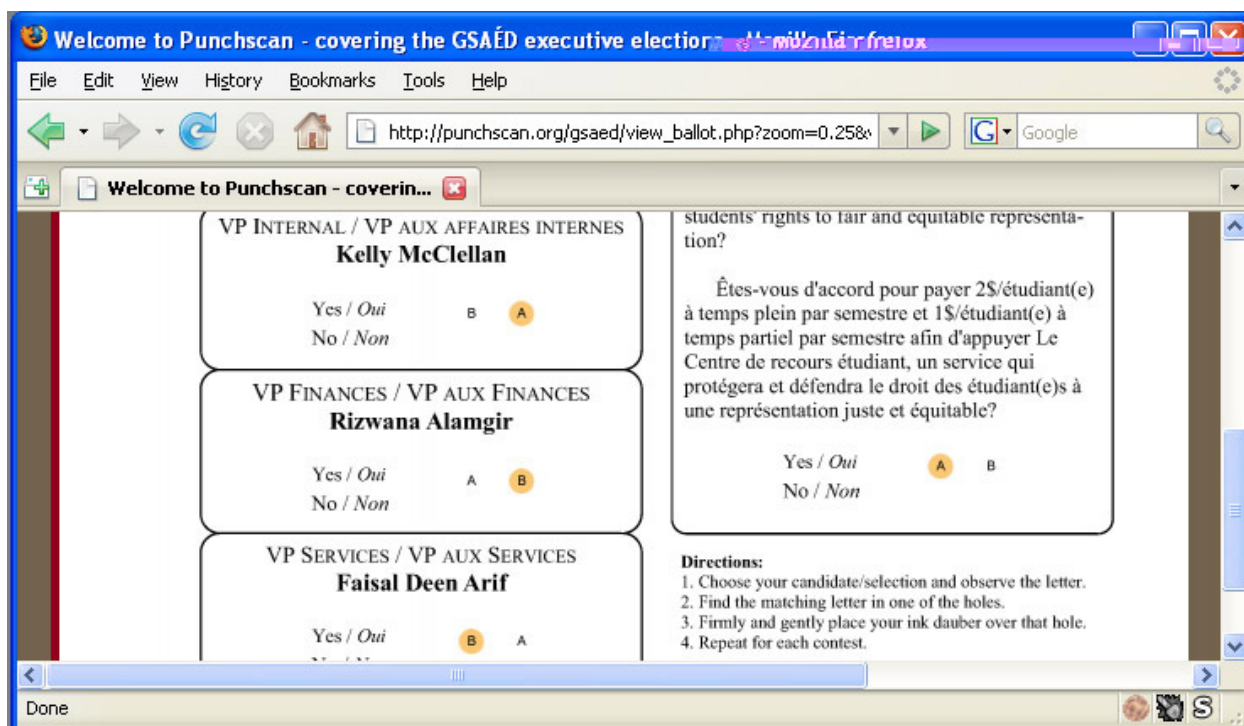 Welcome to Punchscan - covering the GSAÉD executive election
File Edit View History Bookmarks Tools Help
http://punchscan.org/gsaed/view_ballot.php?zoom=0.25&
Google
Welcome to Punchscan - coverin...
VP INTERNAL / VP AUX AFFAIRES INTERNES
Kelly McClellan
Yes / Oui B A
No / Non
VP FINANCES / VP AUX FINANCES
Rizwana Alamgir
Yes / Oui A B
No / Non
VP SERVICES / VP AUX SERVICES
Faisal Deen Arif
Yes / Oui B A
students' rights to fair and equitable representa-
tion?
Êtes-vous d'accord pour payer 2$/étudiant(e)
à temps plein par semestre et 1$/étudiant(e) à
temps partiel par semestre afin d'appuyer Le
Centre de recours étudiant, un service qui
protégera et défendra le droit des étudiant(e)s à
une représentation juste et équitable?
Yes / Oui A B
No / Non
Directions:
1. Choose your candidate/selection and observe the letter.
2. Find the matching letter in one of the holes.
3. Firmly and gently place your ink dauber over that hole.
4. Repeat for each contest.
Done